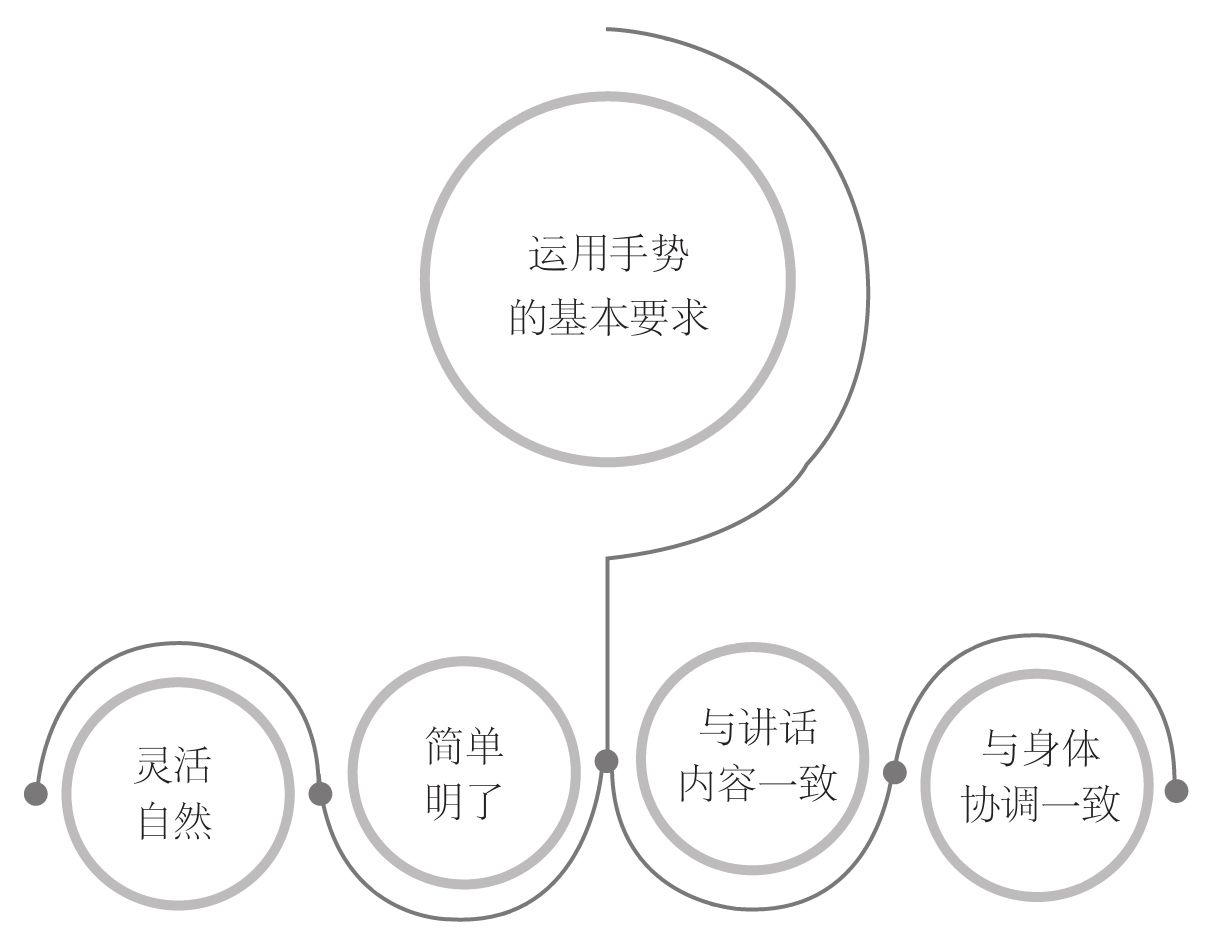 运用手势
的基本要求
灵活
自然
简单
明了
与讲话
内容一致
与身体
协调一致